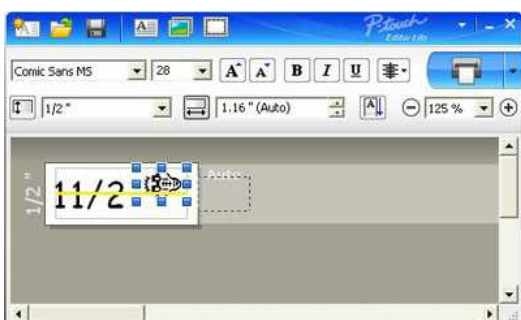 P-touch
Editor Lite
Comic Sans MS 28 A A B I U
1/2 " 1.16 " (Auto) A 125 %
Auto
1/2 "
11/2